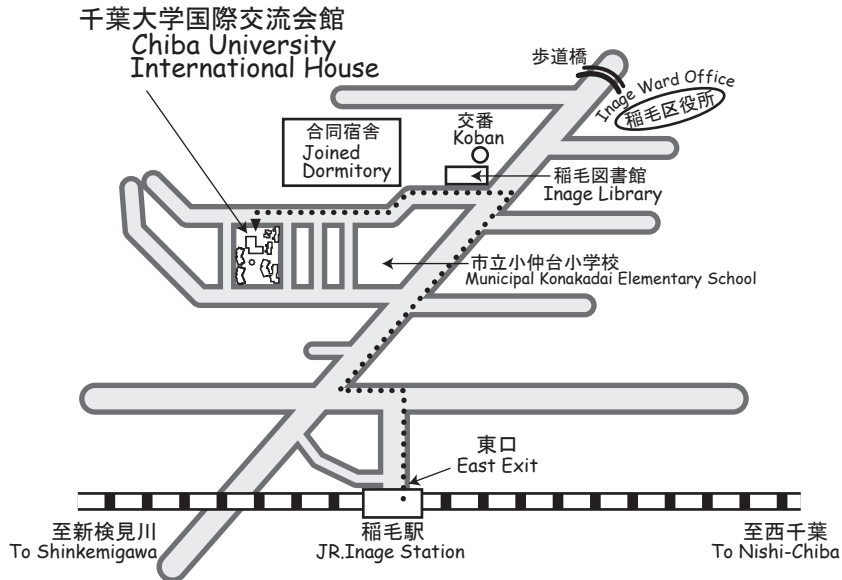 千葉大学国際交流会館
Chiba University
International House
歩道橋
Inage Ward Office
稲毛区役所
合同宿舎
Joined
Dormitory
交番
Koban
稲毛図書館
Inage Library
市立小仲台小学校
Municipal Konakadai Elementary School
東口
East Exit
至新検見川
To Shinkemigawa
稲毛駅
JR.Inage Station
至西千葉
To Nishi-Chiba